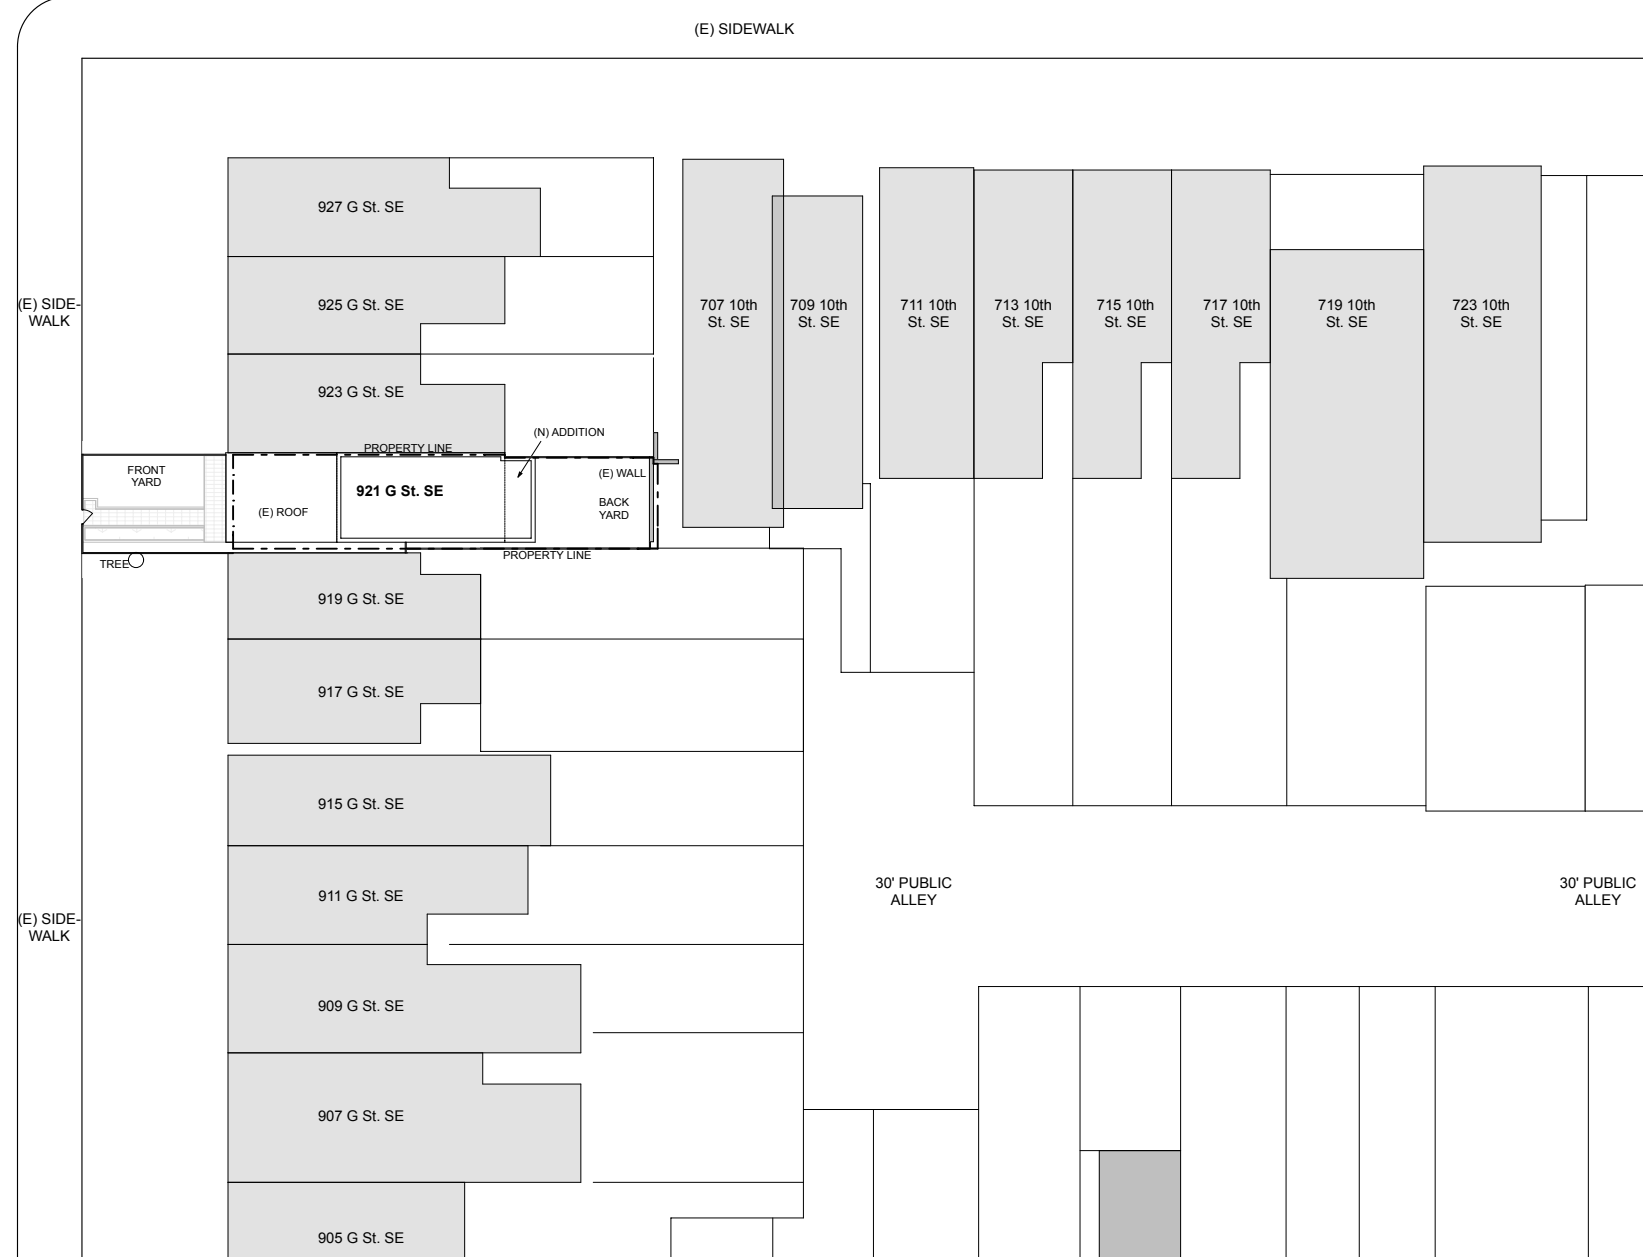 (E) SIDEWALK
927 G St. SE
925 G St. SE
(E) SIDE-
WALK
707 10th
St. SE
709 10th
St. SE
711 10th
St. SE
713 10th
St. SE
715 10th
St. SE
717 10th
St. SE
719 10th
St. SE
723 10th
St. SE
923 G St. SE
(N) ADDITION
PROPERTY LINE
FRONT
YARD
921 G St. SE
(E) WALL
(E) ROOF
BACK
YARD
PROPERTY LINE
TREE
919 G St. SE
917 G St. SE
915 G St. SE
911 G St. SE
30' PUBLIC
ALLEY
30' PUBLIC
ALLEY
(E) SIDE-
WALK
909 G St. SE
907 G St. SE
905 G St. SE